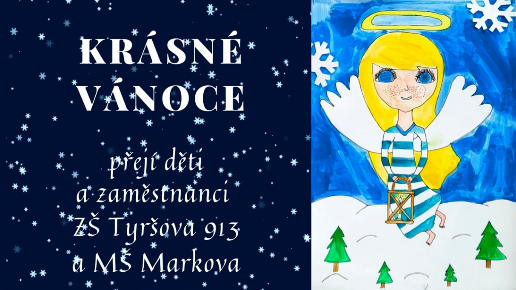 KRÁSNÉ
VÁNOCE
přejí děti
a zaměstnanci
ZŠ Tyršova 913
a MŠ Markova